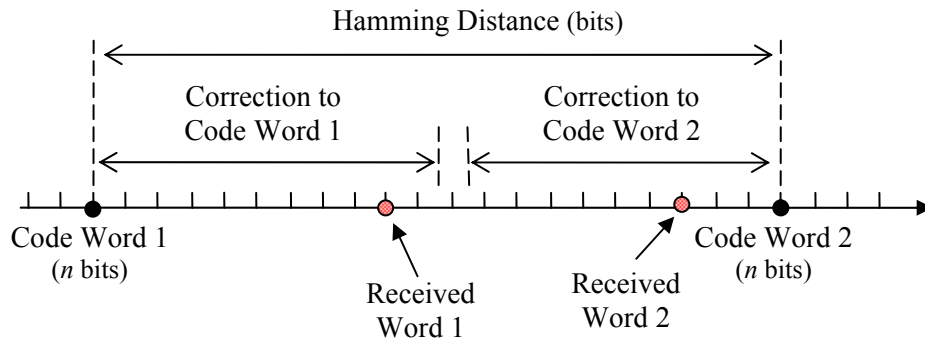 Hamming Distance (bits)
Correction to
Code Word 1
Correction to
Code Word 2
Code Word 1
(n bits)
Received
Word 1
Received
Word 2
Code Word 2
(n bits)